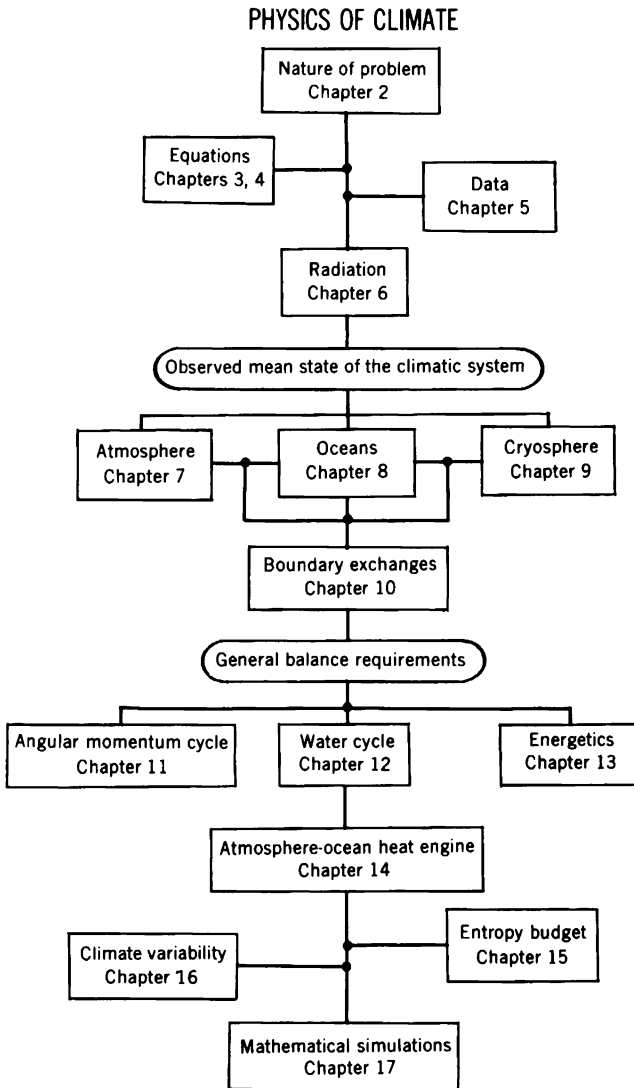 PHYSICS OF CLIMATE
Nature of problem
Chapter 2
Equations
Chapters 3, 4
Data
Chapter 5
Radiation
Chapter 6
Observed mean state of the climatic system
Atmosphere
Chapter 7
Oceans
Chapter 8
Cryosphere
Chapter 9
Boundary exchanges
Chapter 10
General balance requirements
Angular momentum cycle
Chapter 11
Water cycle
Chapter 12
Energetics
Chapter 13
Atmosphere-ocean heat engine
Chapter 14
Entropy budget
Chapter 15
Climate variability
Chapter 16
Mathematical simulations
Chapter 17